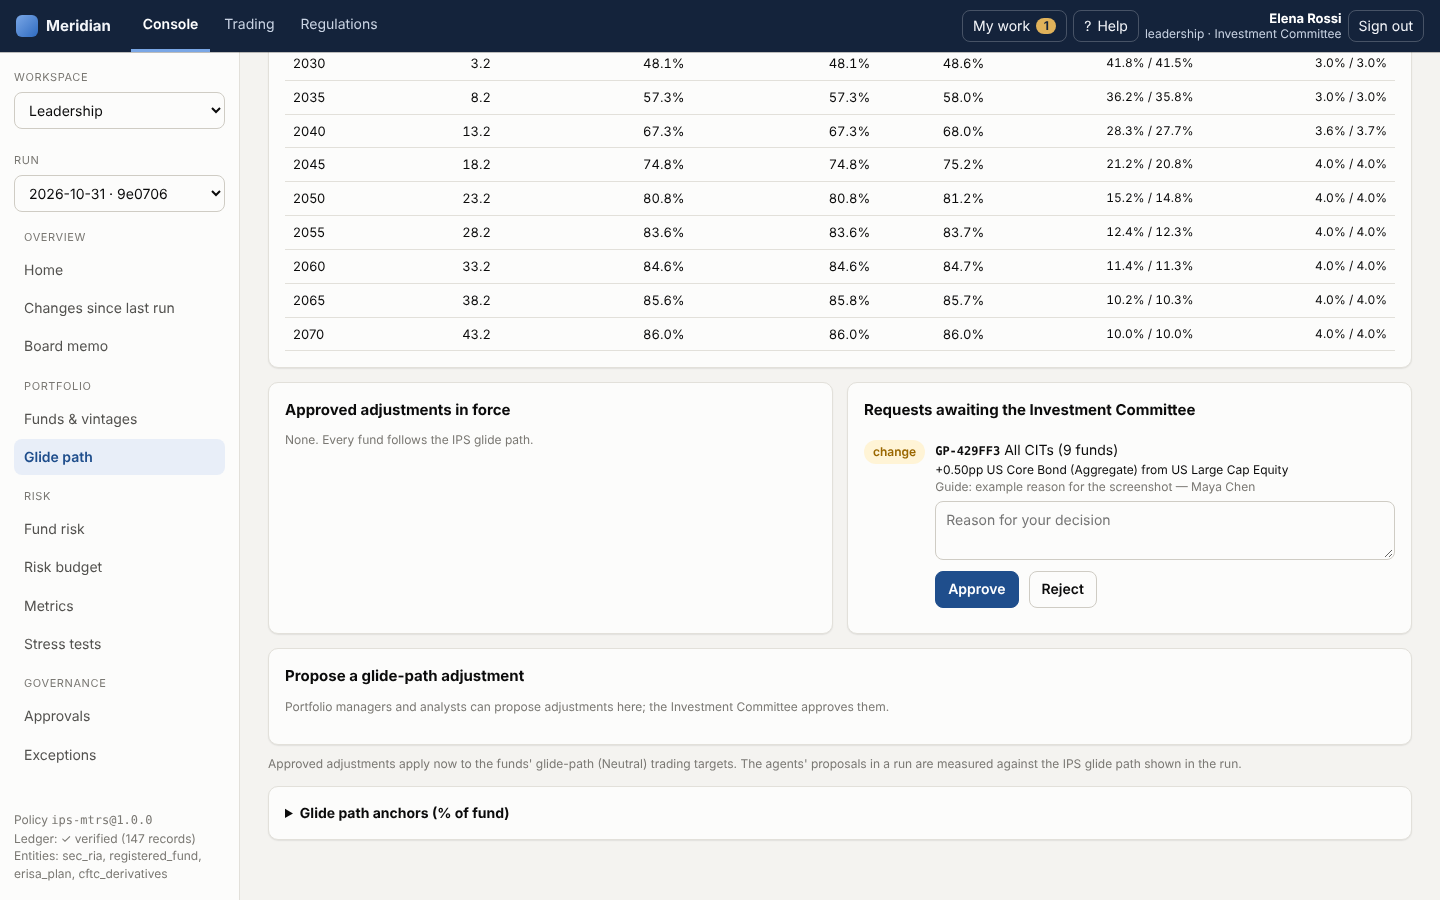 Meridian
Console
Trading
Regulations
My work 1
? Help
Elena Rossi
leadership · Investment Committee
Sign out
WORKSPACE
Leadership
RUN
2026-10-31 · 9e0706
OVERVIEW
Home
Changes since last run
Board memo
PORTFOLIO
Funds & vintages
Glide path
RISK
Fund risk
Risk budget
Metrics
Stress tests
GOVERNANCE
Approvals
Exceptions
Policy ips-mtrs@1.0.0
Ledger: ✓ verified (147 records)
Entities: sec_ria, registered_fund,
erisa_plan, cftc_derivatives
2030 3.2 48.1% 48.1% 48.6% 41.8% / 41.5% 3.0% / 3.0%
2035 8.2 57.3% 57.3% 58.0% 36.2% / 35.8% 3.0% / 3.0%
2040 13.2 67.3% 67.3% 68.0% 28.3% / 27.7% 3.6% / 3.7%
2045 18.2 74.8% 74.8% 75.2% 21.2% / 20.8% 4.0% / 4.0%
2050 23.2 80.8% 80.8% 81.2% 15.2% / 14.8% 4.0% / 4.0%
2055 28.2 83.6% 83.6% 83.7% 12.4% / 12.3% 4.0% / 4.0%
2060 33.2 84.6% 84.6% 84.7% 11.4% / 11.3% 4.0% / 4.0%
2065 38.2 85.6% 85.8% 85.7% 10.2% / 10.3% 4.0% / 4.0%
2070 43.2 86.0% 86.0% 86.0% 10.0% / 10.0% 4.0% / 4.0%
Approved adjustments in force
None. Every fund follows the IPS glide path.
Requests awaiting the Investment Committee
change
GP-429FF3 All CITs (9 funds)
+0.50pp US Core Bond (Aggregate) from US Large Cap Equity
Guide: example reason for the screenshot — Maya Chen
Reason for your decision
Approve
Reject
Propose a glide-path adjustment
Portfolio managers and analysts can propose adjustments here; the Investment Committee approves them.
Approved adjustments apply now to the funds' glide-path (Neutral) trading targets. The agents' proposals in a run are measured against the IPS glide path shown in the run.
Glide path anchors (% of fund)